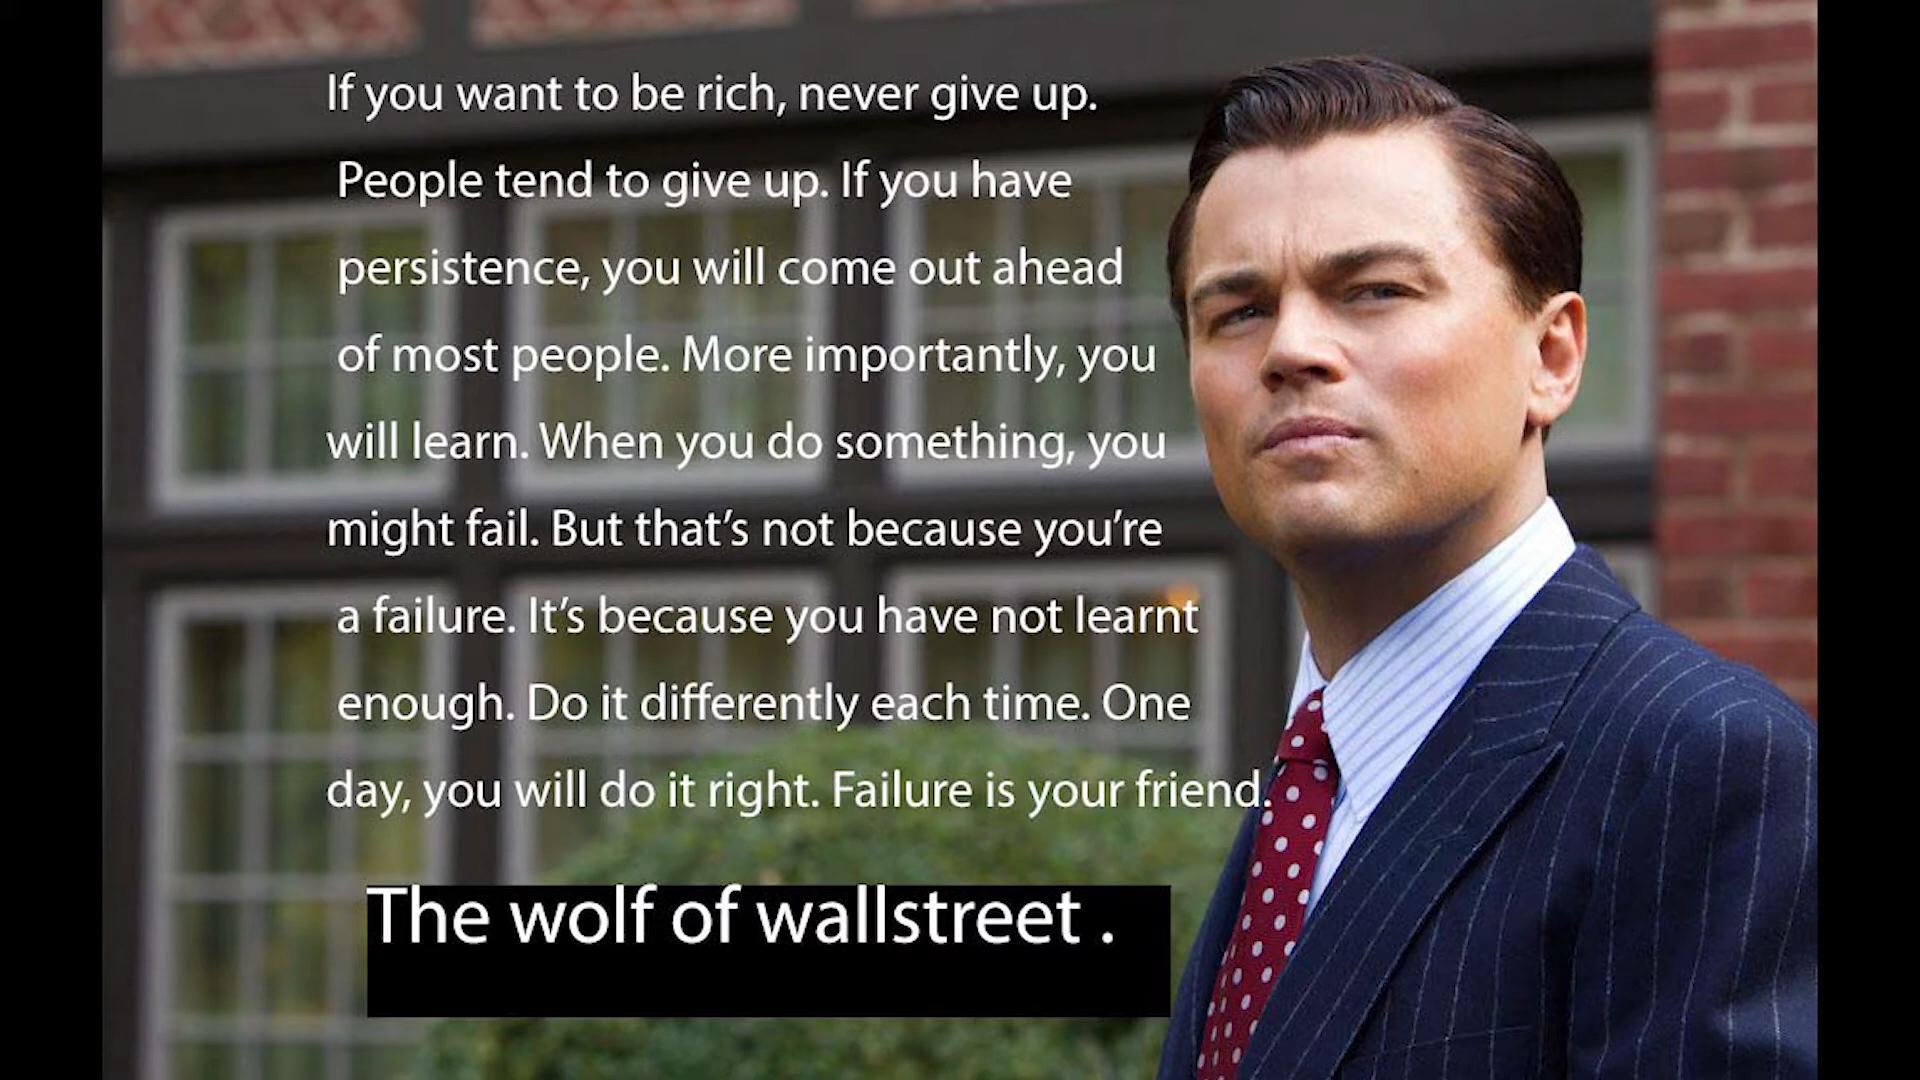 If you want to be rich, never give up.
People tend to give up. If you have
persistence, you will come out ahead
of most people. More importantly, you
will learn. When you do something, you
might fail. But that’s not because you’re
a failure. It’s because you have not learnt
enough. Do it differently each time. One
day, you will do it right. Failure is your friend.
The wolf of wallstreet .